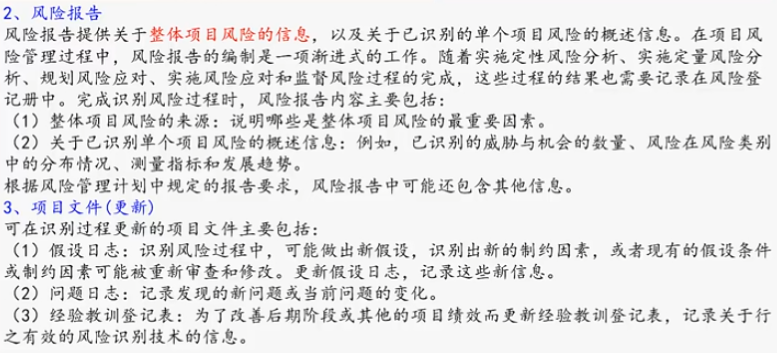 2、风险报告
风险报告提供关于整体项目风险的信息，以及关于已识别的单个项目风险的概述信息。在项目风
险管理过程中，风险报告的编制是一项渐进式的工作。随着实施定性风险分析、实施定量风险分
析、规划风险应对、实施风险应对和监督风险过程的完成，这些过程的结果也需要记录在风险登
记册中。完成识别风险过程时，风险报告内容主要包括：
（1）整体项目风险的来源：说明哪些是整体项目风险的最重要因素。
（2）关于已识别单个项目风险的概述信息：例如，已识别的威胁与机会的数量、风险在风险类别
中的分布情况、测量指标和发展趋势。
根据风险管理计划中规定的报告要求，风险报告中可能还包含其他信息。
3、项目文件(更新)
可在识别过程更新的项目文件主要包括：
（1）假设日志：识别风险过程中，可能做出新假设，识别出新的制约因素，或者现有的假设条件
或制约因素可能被重新审查和修改。更新假设日志，记录这些新信息。
（2）问题日志：记录发现的新问题或当前问题的变化。
（3）经验教训登记表：为了改善后期阶段或其他的项目绩效而更新经验教训登记表，记录关于行
之有效的风险识别技术的信息。